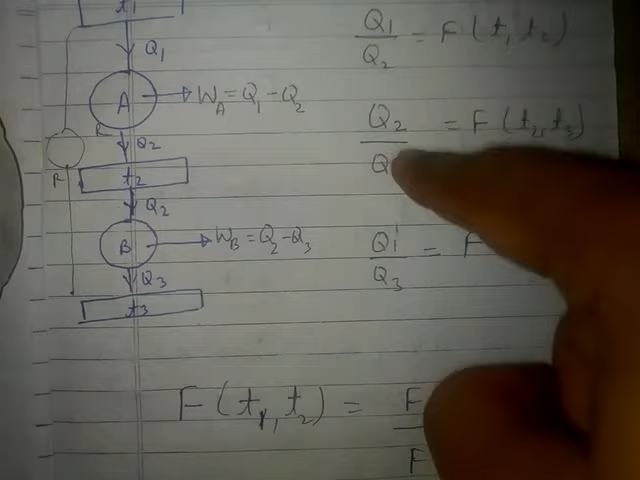 t1
Q1
Q1/Q2 = F(t1, t2)
A
WA = Q1 - Q2
R
Q2
Q2/Q = F(t2, t3)
R
t2
Q2
B
WB = Q2 - Q3
Q1/Q3 = F
Q3
t3
F(t1, t2) = F/F